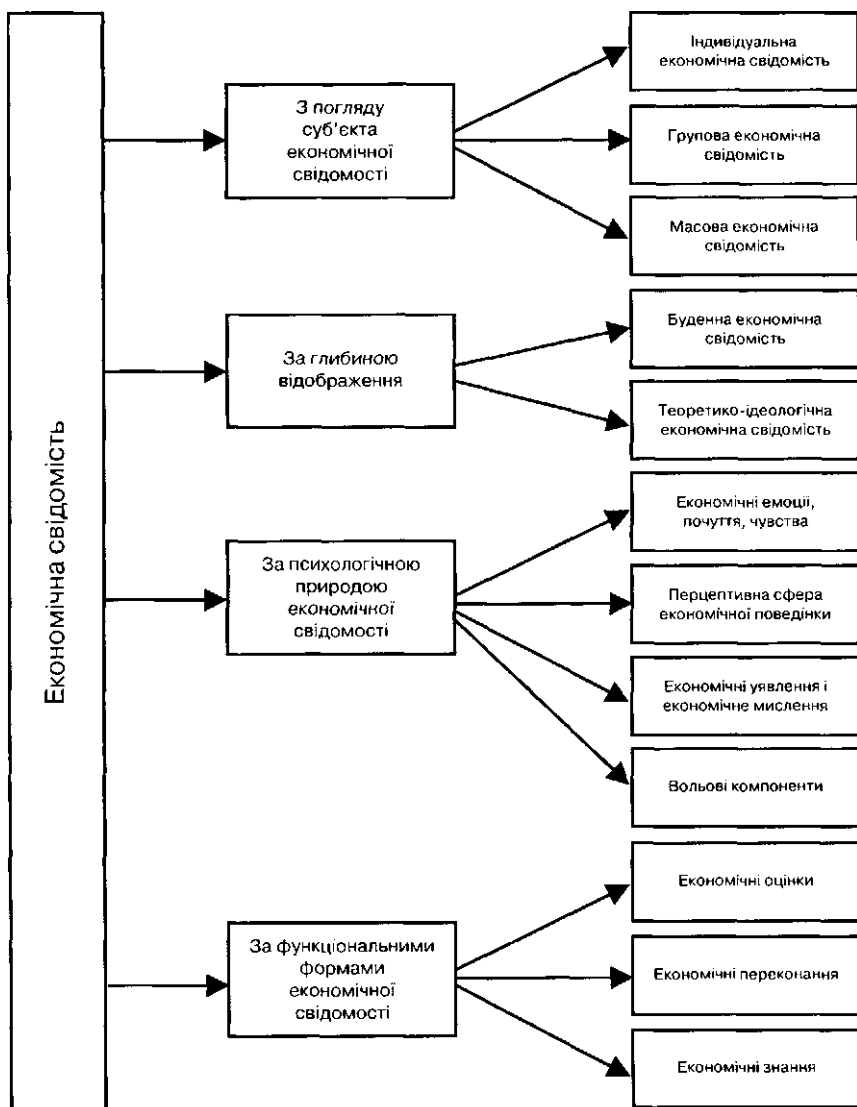 Економічна свідомість
З погляду
суб'єкта
економічної
свідомості
Індивідуальна
економічна свідомість
Групова економічна
свідомість
Масова економічна
свідомість
За глибиною
відображення
Буденна економічна
свідомість
Теоретико-ідеологічна
економічна свідомість
За психологічною
природою
економічної
свідомості
Економічні емоції,
почуття, чувства
Перцептивна сфера
економічної поведінки
Економічні уявлення і
економічне мислення
Вольові компоненти
За функціональними
формами
економічної
свідомості
Економічні оцінки
Економічні переконання
Економічні знання